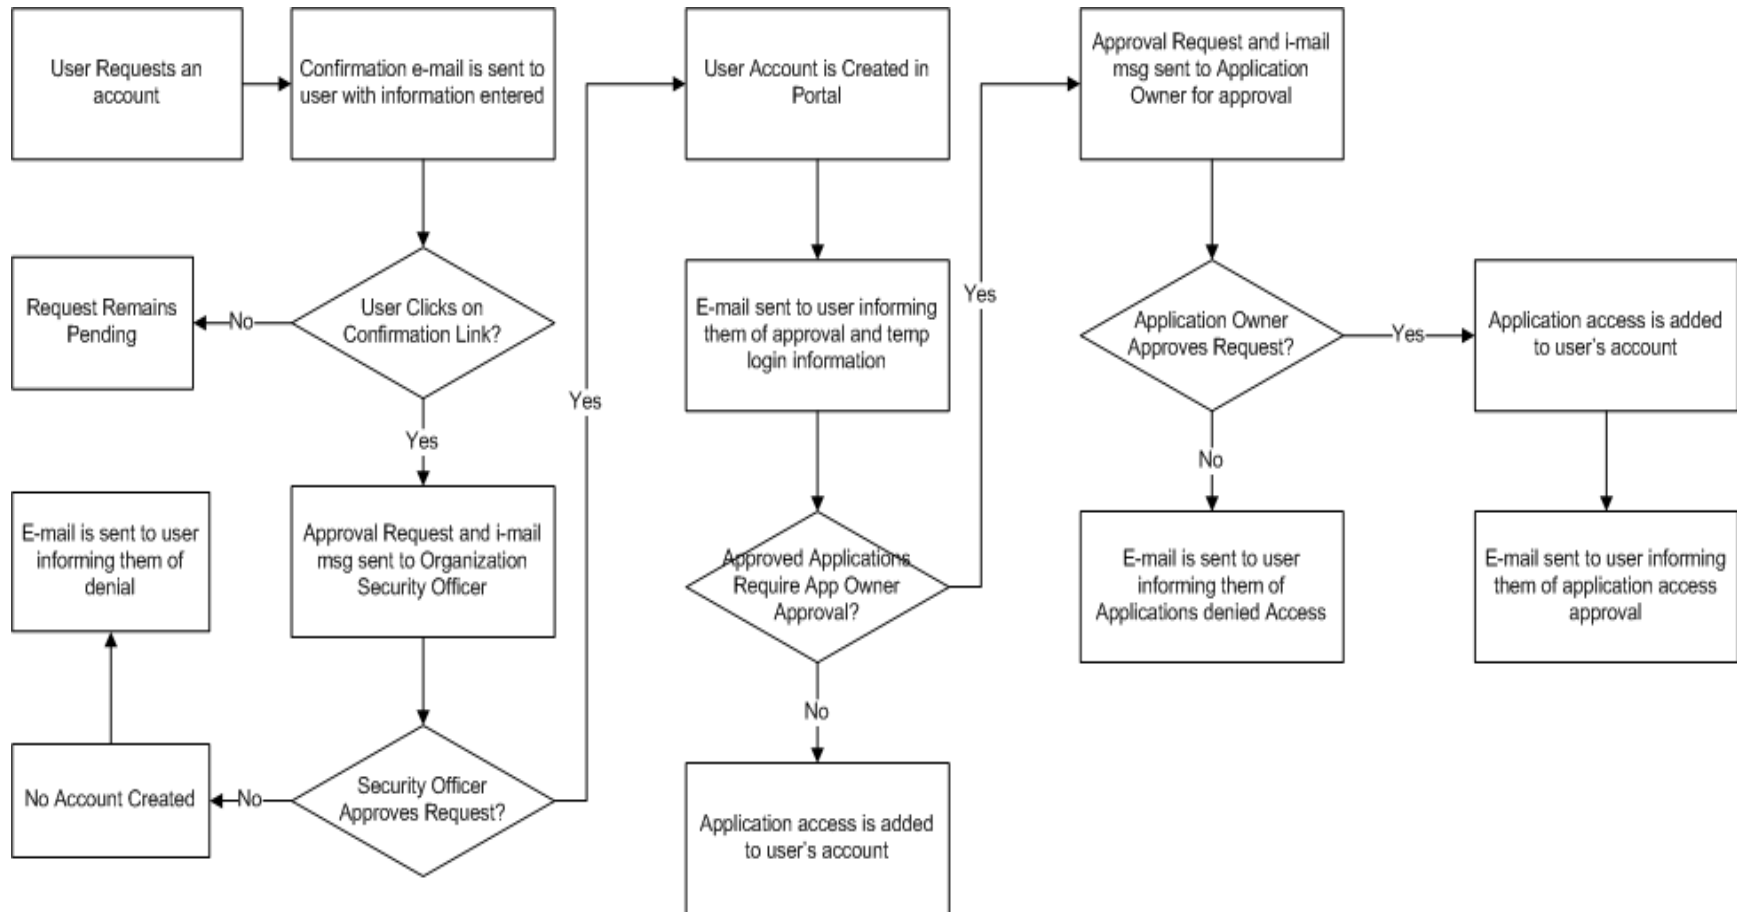 User Requests an
account
Confirmation e-mail is sent to
user with information entered
User Clicks on
Confirmation Link?
No
Request Remains
Pending
Yes
Approval Request and i-mail
msg sent to Organization
Security Officer
Security Officer
Approves Request?
No
No Account Created
E-mail is sent to user
informing them of
denial
Yes
User Account is Created in
Portal
E-mail sent to user informing
them of approval and temp
login information
Approved Applications
Require App Owner
Approval?
No
Application access is added
to user's account
Yes
Approval Request and i-mail
msg sent to Application
Owner for approval
Application Owner
Approves Request?
No
E-mail is sent to user
informing them of
Applications denied Access
Yes
Application access is added
to user's account
E-mail sent to user informing
them of application access
approval